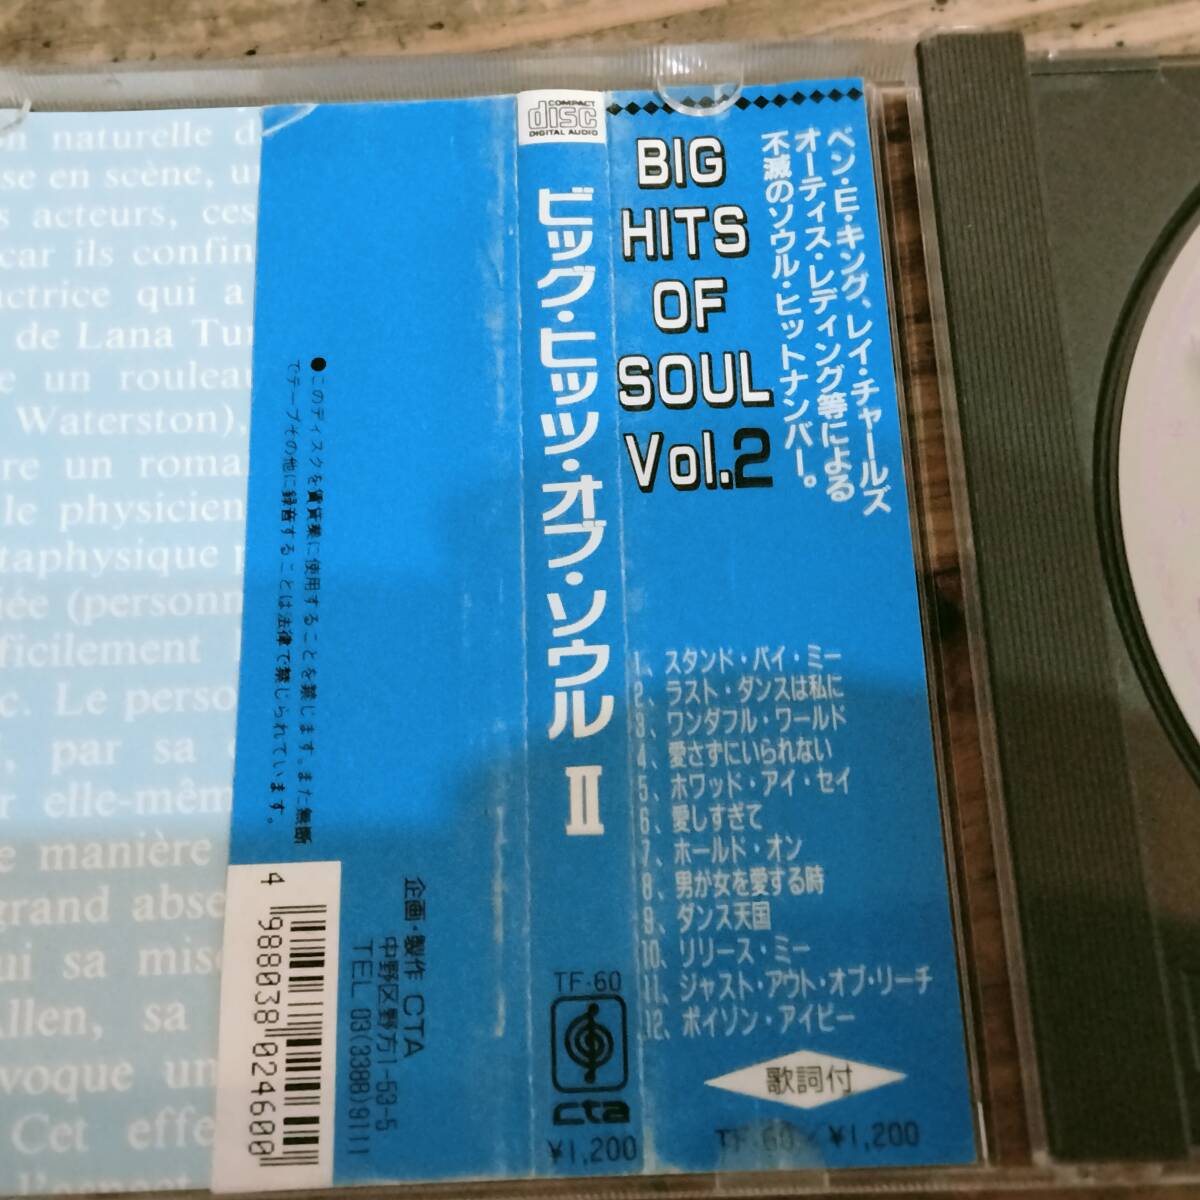 on naturelle d
se en scène, u
s acteurs, ces
car ils confin
actrice qui a
de Lana Tur
e un roulea
Waterston),
ère un roma
le physicien
taphysique p
iée (person
fficilement
c. Le perso
, par sa
r elle-mêm
e manière
grand abse
ui sa mise
Allen, sa
voque un
Cet effe
●このディスクを賃貸業に使用することを禁じます。また無断
でテープその他に録音することは法律で禁じられています。
企画・製作 CTA
中野区野方1-53-5
TEL 03(3388)9111
4 988038 024600
COMPACT
disc
DIGITAL AUDIO
ビッグ・ヒッツ・オブ・ソウル II
TF-60
cta
¥1,200
BIG
HITS
OF
SOUL
Vol.2
ベン・E・キング、レイ・チャールズ
オーティス・レディング等による
不滅のソウル・ヒットナンバー。
1、スタンド・バイ・ミー
2、ラスト・ダンスは私に
3、ワンダフル・ワールド
4、愛さずにいられない
5、ホワッド・アイ・セイ
6、愛しすぎて
7、ホールド・オン
8、男が女を愛する時
9、ダンス天国
10、リリース・ミー
11、ジャスト・アウト・オブ・リーチ
12、ポイズン・アイビー
歌詞付
TF-60／¥1,200